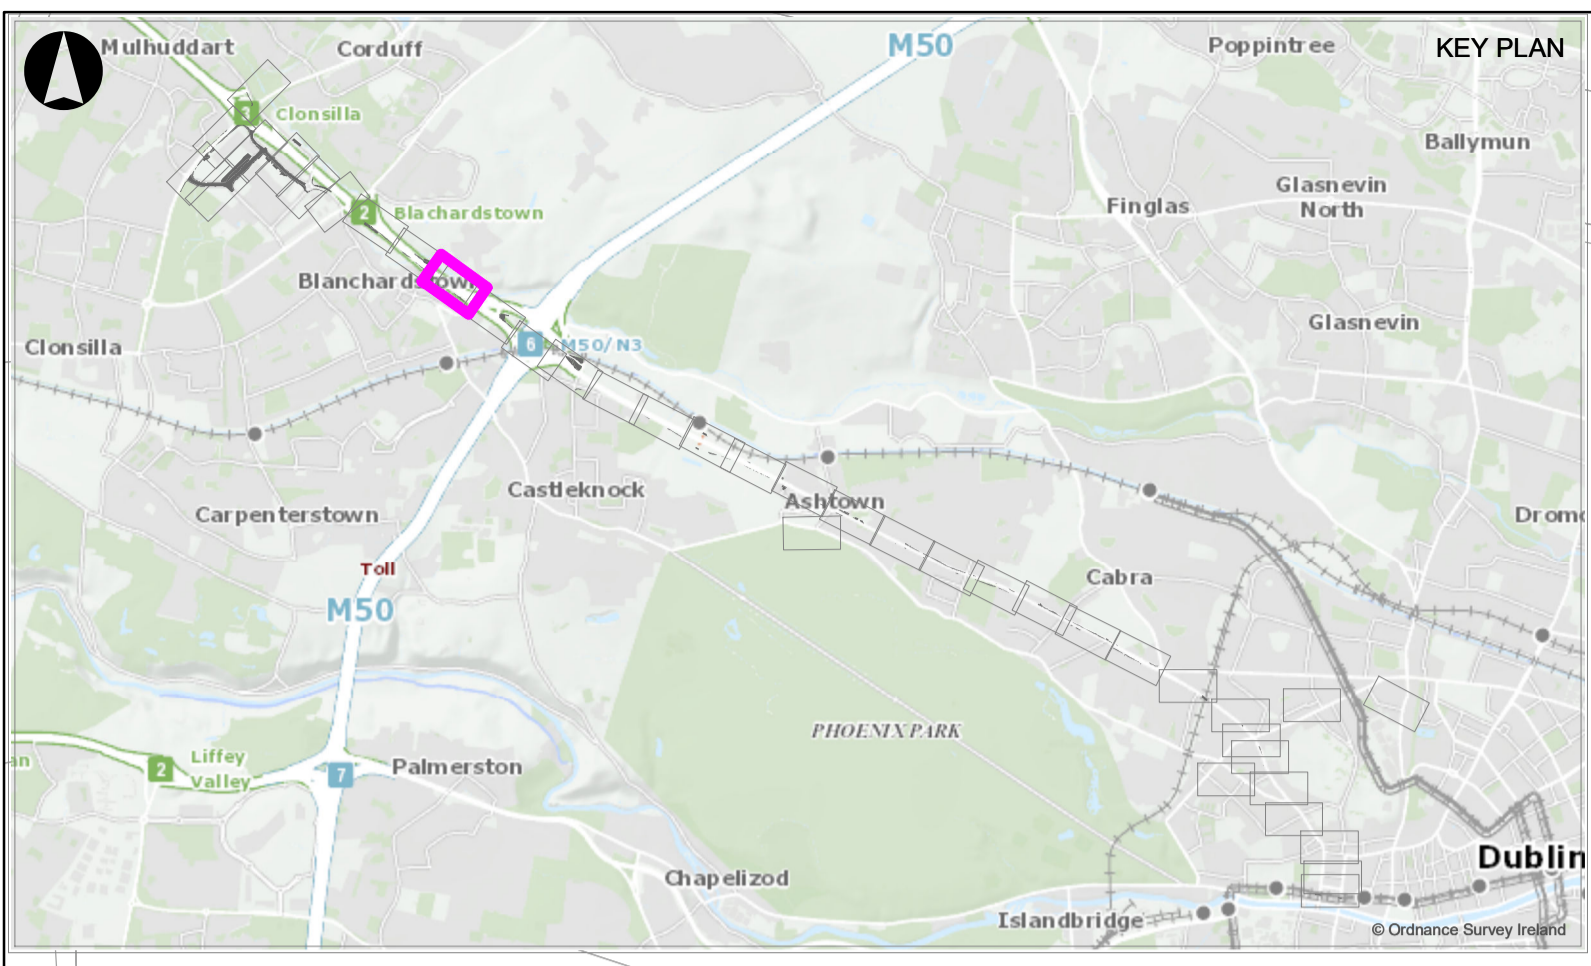 Mulhuddart
Corduff
M50
Poppintree
KEY PLAN
3
Clonsilla
Ballymun
Glasnevin
North
2
Blachardstown
Finglas
Blanchardstown
Glasnevin
Clonsilla
6
M50/N3
Castleknock
Ashtown
Carpenterstown
Dromc
Toll
Cabra
M50
PHOENIX PARK
an
2
Liffey
Valley
7
Palmerston
Dublin
Chapelizod
Islandbridge
© Ordnance Survey Ireland